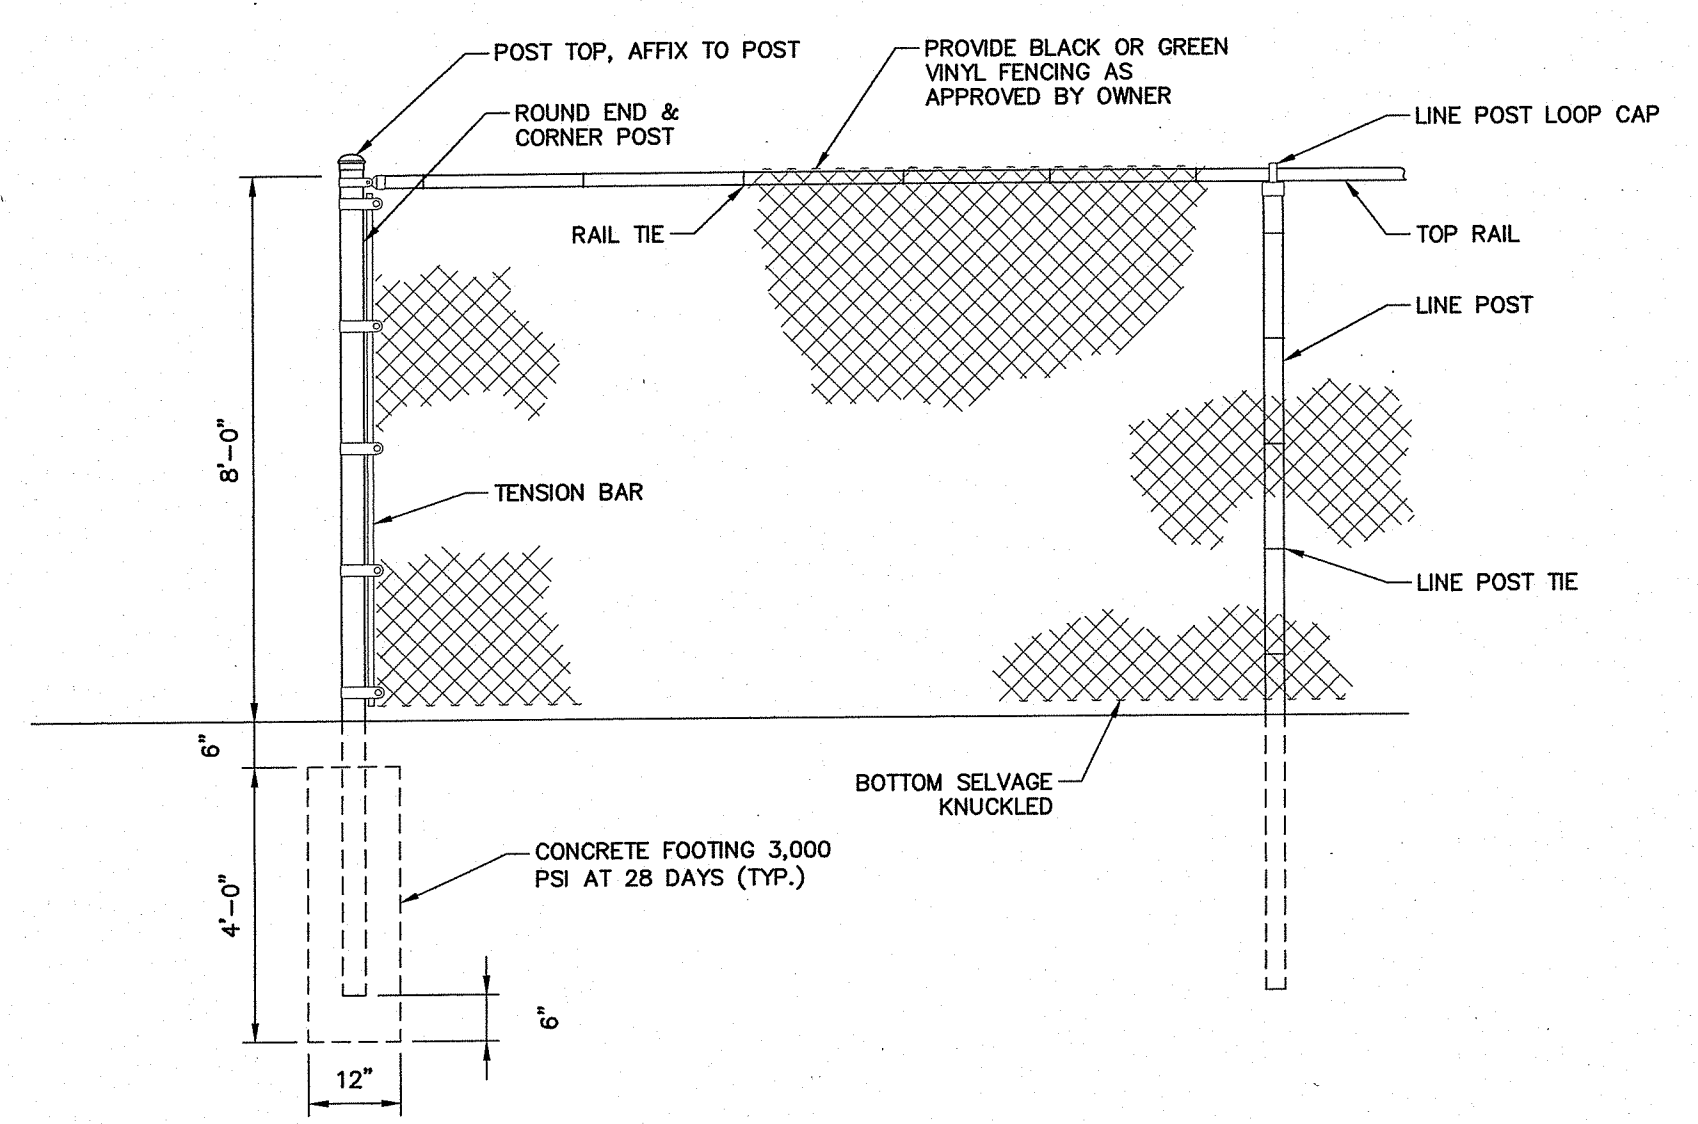 POST TOP, AFFIX TO POST
PROVIDE BLACK OR GREEN
VINYL FENCING AS
APPROVED BY OWNER
ROUND END &
CORNER POST
LINE POST LOOP CAP
RAIL TIE
TOP RAIL
LINE POST
8'-0"
TENSION BAR
LINE POST TIE
6"
BOTTOM SELVAGE
KNUCKLED
CONCRETE FOOTING 3,000
PSI AT 28 DAYS (TYP.)
4'-0"
6"
12"